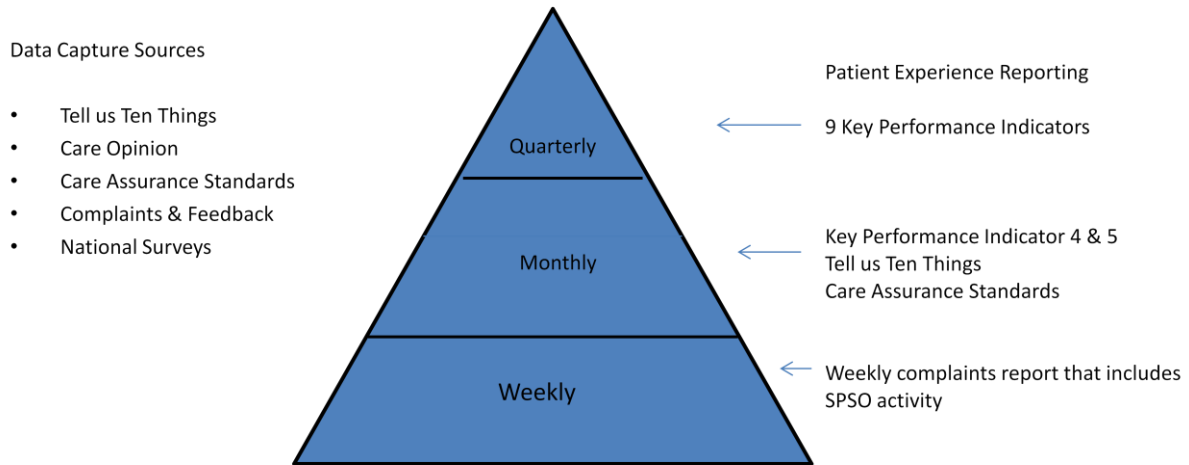 Data Capture Sources
• Tell us Ten Things
• Care Opinion
• Care Assurance Standards
• Complaints & Feedback
• National Surveys
Quarterly
Monthly
Weekly
Patient Experience Reporting
9 Key Performance Indicators
Key Performance Indicator 4 & 5
Tell us Ten Things
Care Assurance Standards
Weekly complaints report that includes
SPSO activity